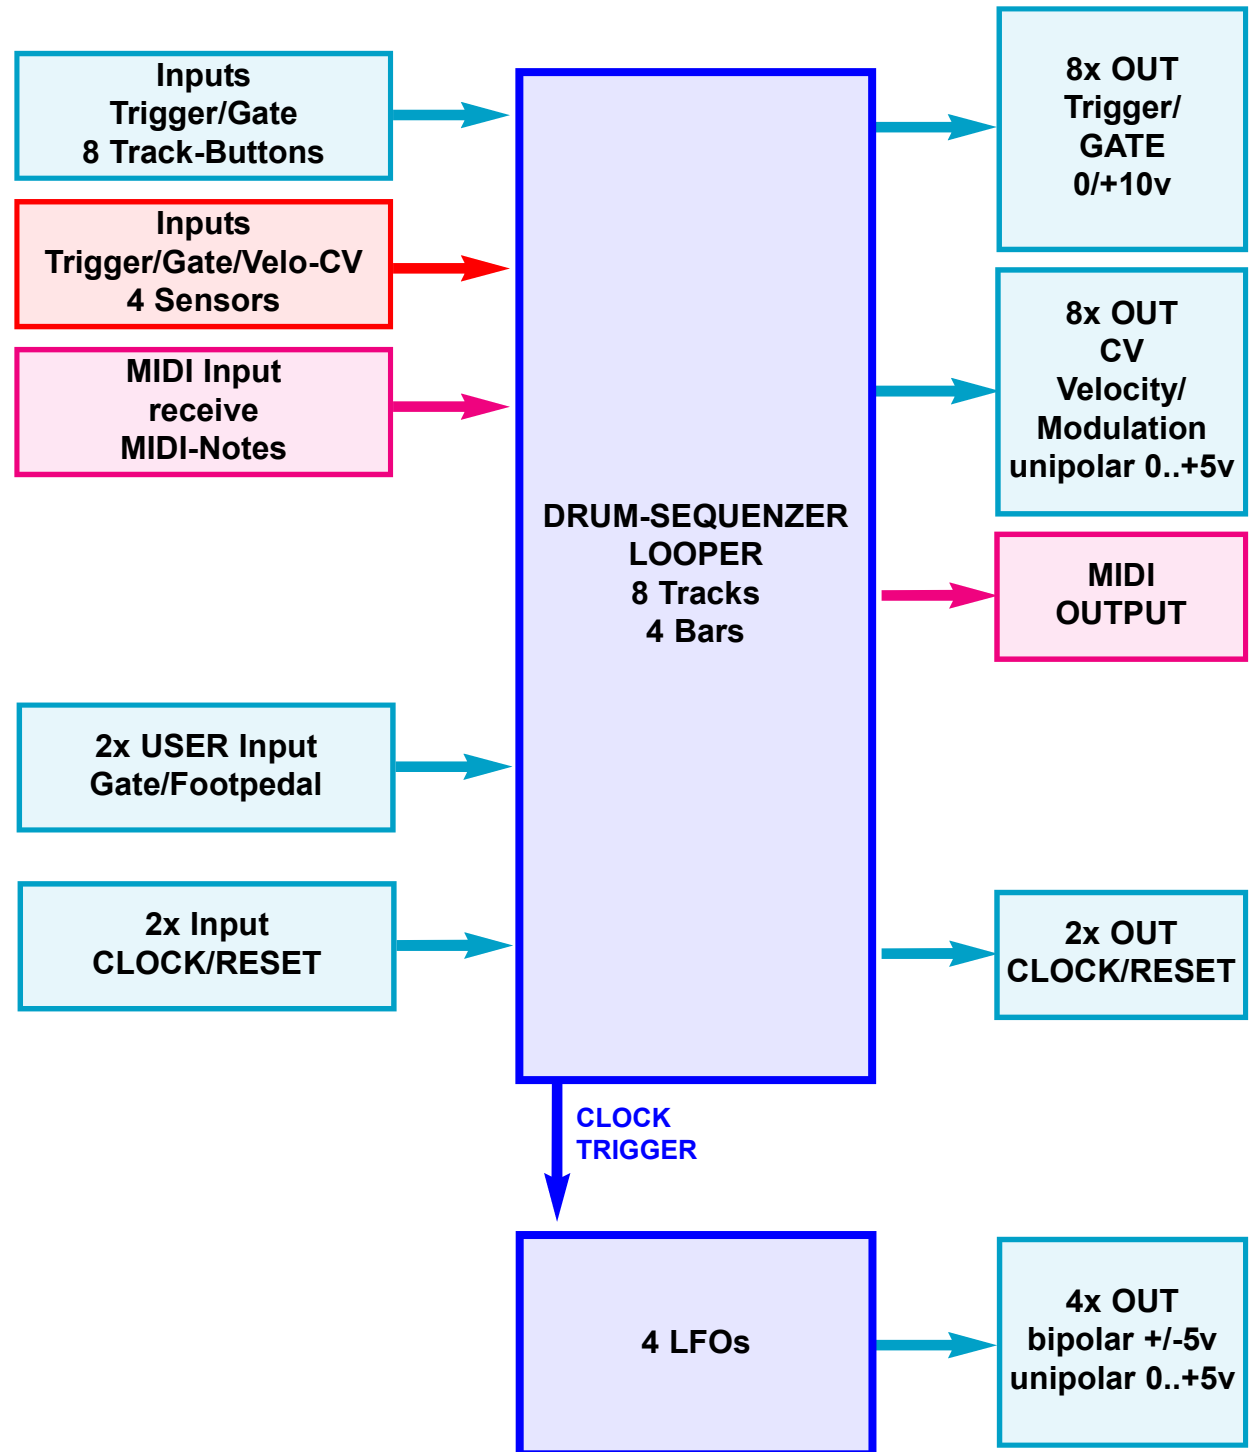 Inputs
Trigger/Gate
8 Track-Buttons
Inputs
Trigger/Gate/Velo-CV
4 Sensors
MIDI Input
receive
MIDI-Notes
2x USER Input
Gate/Footpedal
2x Input
CLOCK/RESET
DRUM-SEQUENZER
LOOPER
8 Tracks
4 Bars
CLOCK
TRIGGER
4 LFOs
8x OUT
Trigger/
GATE
0/+10v
8x OUT
CV
Velocity/
Modulation
unipolar 0..+5v
MIDI
OUTPUT
2x OUT
CLOCK/RESET
4x OUT
bipolar +/-5v
unipolar 0..+5v